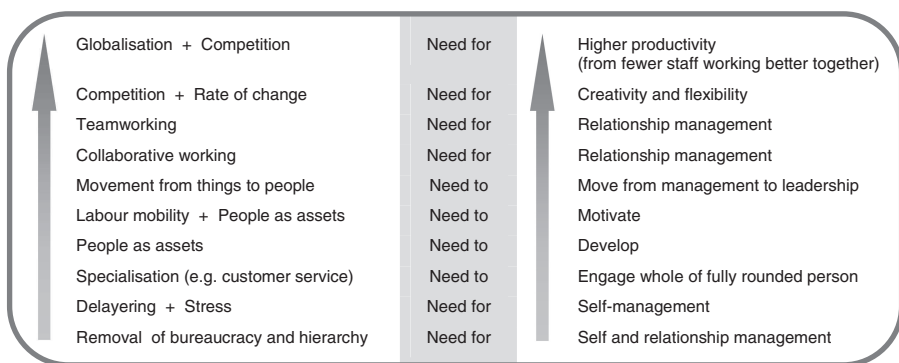 Globalisation + Competition Need for Higher productivity
(from fewer staff working better together)
Competition + Rate of change Need for Creativity and flexibility
Teamworking Need for Relationship management
Collaborative working Need for Relationship management
Movement from things to people Need to Move from management to leadership
Labour mobility + People as assets Need to Motivate
People as assets Need to Develop
Specialisation (e.g. customer service) Need to Engage whole of fully rounded person
Delayering + Stress Need for Self-management
Removal of bureaucracy and hierarchy Need for Self and relationship management